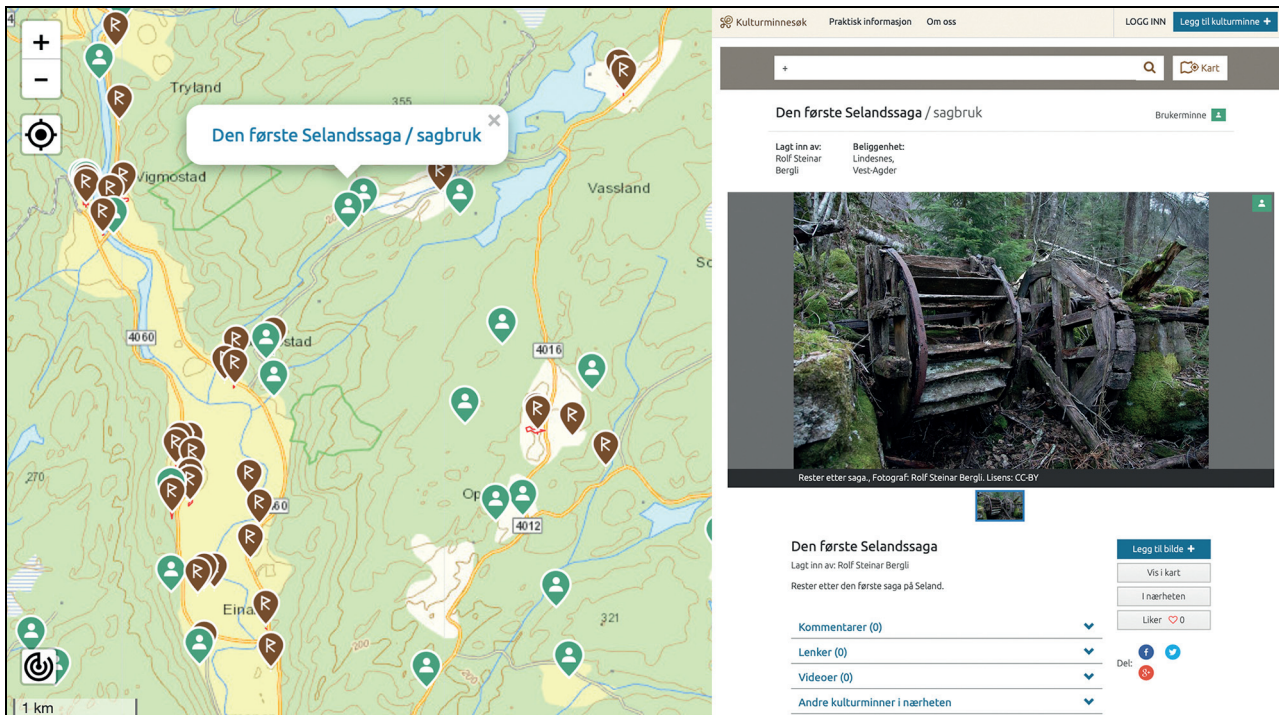 +
−
Tryland
355
Den første Selandssaga / sagbruk
×
Vigmostad
Vassland
200
4060
stad
4016
270
Op
4012
Eina
321
200
1 km
Kulturminnesøk
Praktisk informasjon
Om oss
LOGG INN
Legg til kulturminne +
+
Kart
Den første Selandssaga / sagbruk
Brukerminne
Lagt inn av:
Rolf Steinar
Bergli
Beliggenhet:
Lindesnes,
Vest-Agder
Rester etter saga., Fotograf: Rolf Steinar Bergli. Lisens: CC-BY
Den første Selandssaga
Lagt inn av: Rolf Steinar Bergli
Rester etter den første saga på Seland.
Legg til bilde +
Vis i kart
I nærheten
Liker ♡ 0
Del:
Kommentarer (0)
Lenker (0)
Videoer (0)
Andre kulturminner i nærheten